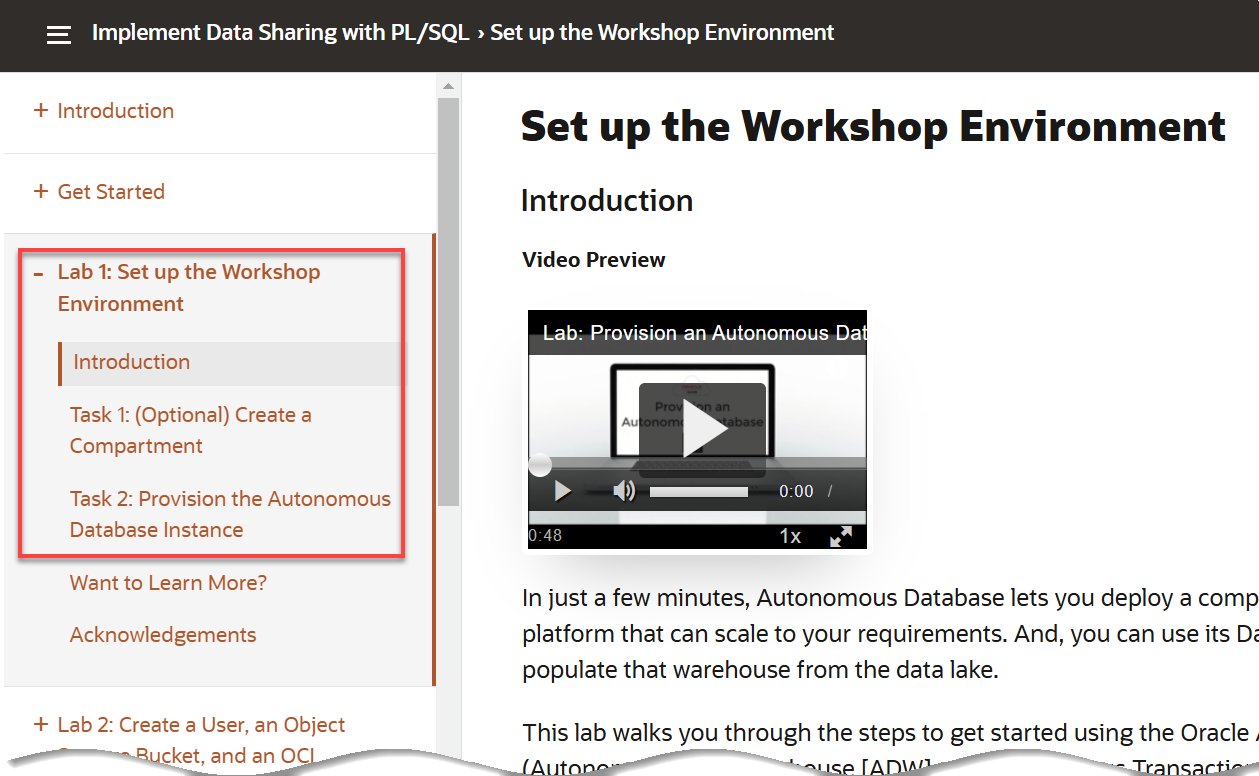 Implement Data Sharing with PL/SQL › Set up the Workshop Environment
+ Introduction
+ Get Started
- Lab 1: Set up the Workshop
Environment
Introduction
Task 1: (Optional) Create a
Compartment
Task 2: Provision the Autonomous
Database Instance
Want to Learn More?
Acknowledgements
+ Lab 2: Create a User, an Object
Bucket, and an OCI
Set up the Workshop Environment
Introduction
Video Preview
Lab: Provision an Autonomous Dat
Provision an
Autonomous Database
0:00 /
0:48
1x
In just a few minutes, Autonomous Database lets you deploy a comp
platform that can scale to your requirements. And, you can use its Da
populate that warehouse from the data lake.
This lab walks you through the steps to get started using the Oracle A
[ADW] Transaction